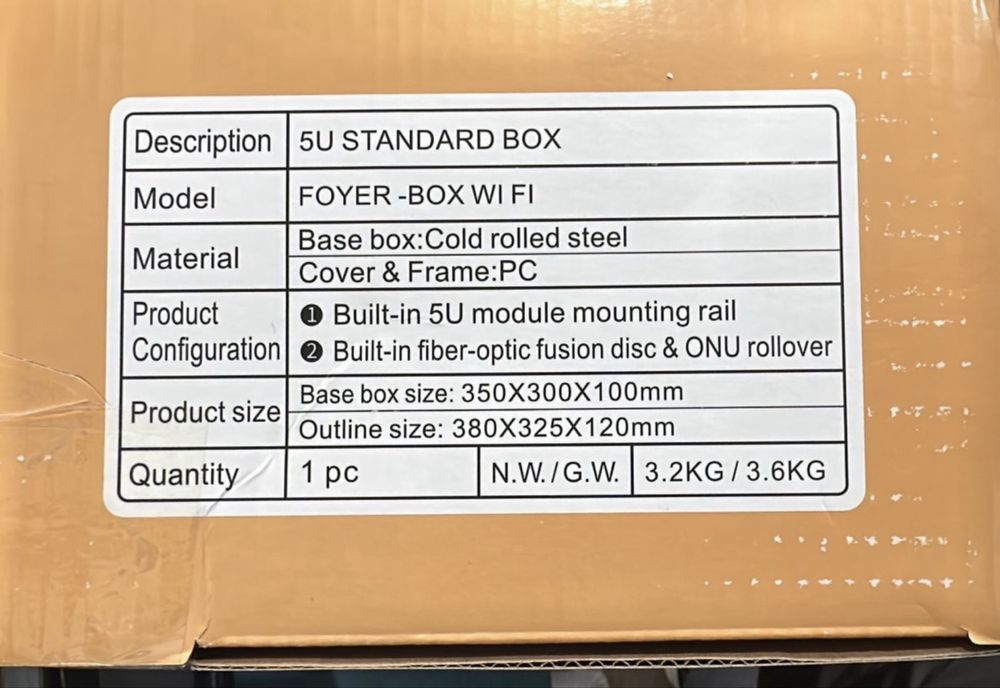 Description 5U STANDARD BOX
Model FOYER -BOX WI FI
Material Base box:Cold rolled steel
Cover & Frame:PC
Product Configuration ❶ Built-in 5U module mounting rail
❷ Built-in fiber-optic fusion disc & ONU rollover
Product size Base box size: 350X300X100mm
Outline size: 380X325X120mm
Quantity 1 pc N.W./G.W. 3.2KG / 3.6KG